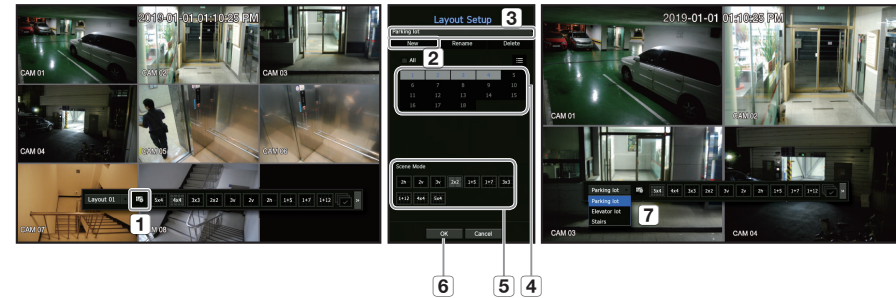 2019-01-01 01:10:25 PM
CAM 01
CAM 02
CAM 03
CAM 04
CAM 05
CAM 06
Layout 01
5x4 4x4 3x3 2x2 3v 2v 2h 1+5 1+7 1+12 »
1
CAM 07
CAM 08
Layout Setup
3
Parking lot
New Rename Delete
2
All
1 2 3 4 5
6 7 8 9 10
11 12 13 14 15
16 17 18
Scene Mode
2h 2v 3v 2x2 1+5 1+7 3x3
1+12 4x4 5x4
OK Cancel
6 5 4
2019-01-01 01:10:25 PM
CAM 01
CAM 02
Parking lot
5x4 4x4 3x3 2x2 3v 2v 2h 1+5 1+7 1+12 »
Parking lot
Elevator lot
Stairs
7
CAM 03
CAM 04